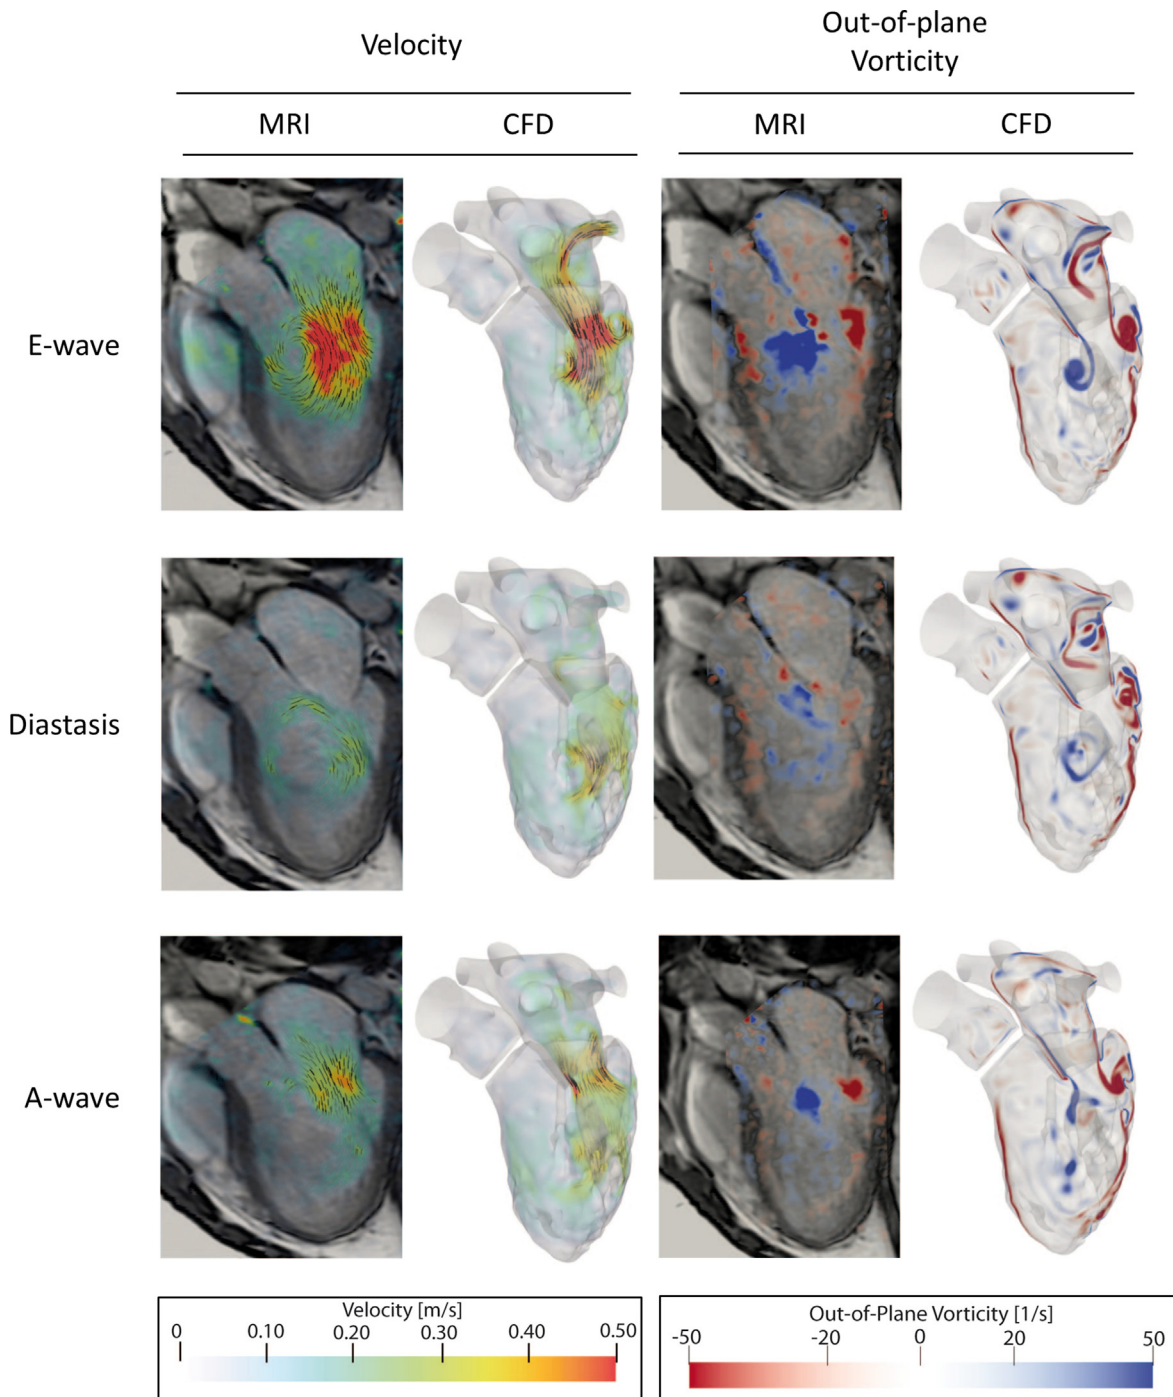 Velocity
Out-of-plane
Vorticity
MRI
CFD
MRI
CFD
E-wave
Diastasis
A-wave
Velocity [m/s]
0 0.10 0.20 0.30 0.40 0.50
Out-of-Plane Vorticity [1/s]
-50 -20 0 20 50